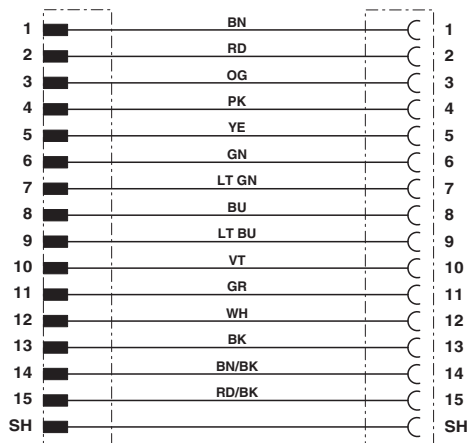 1 BN 1
2 RD 2
3 OG 3
4 PK 4
5 YE 5
6 GN 6
7 LT GN 7
8 BU 8
9 LT BU 9
10 VT 10
11 GR 11
12 WH 12
13 BK 13
14 BN/BK 14
15 RD/BK 15
SH SH